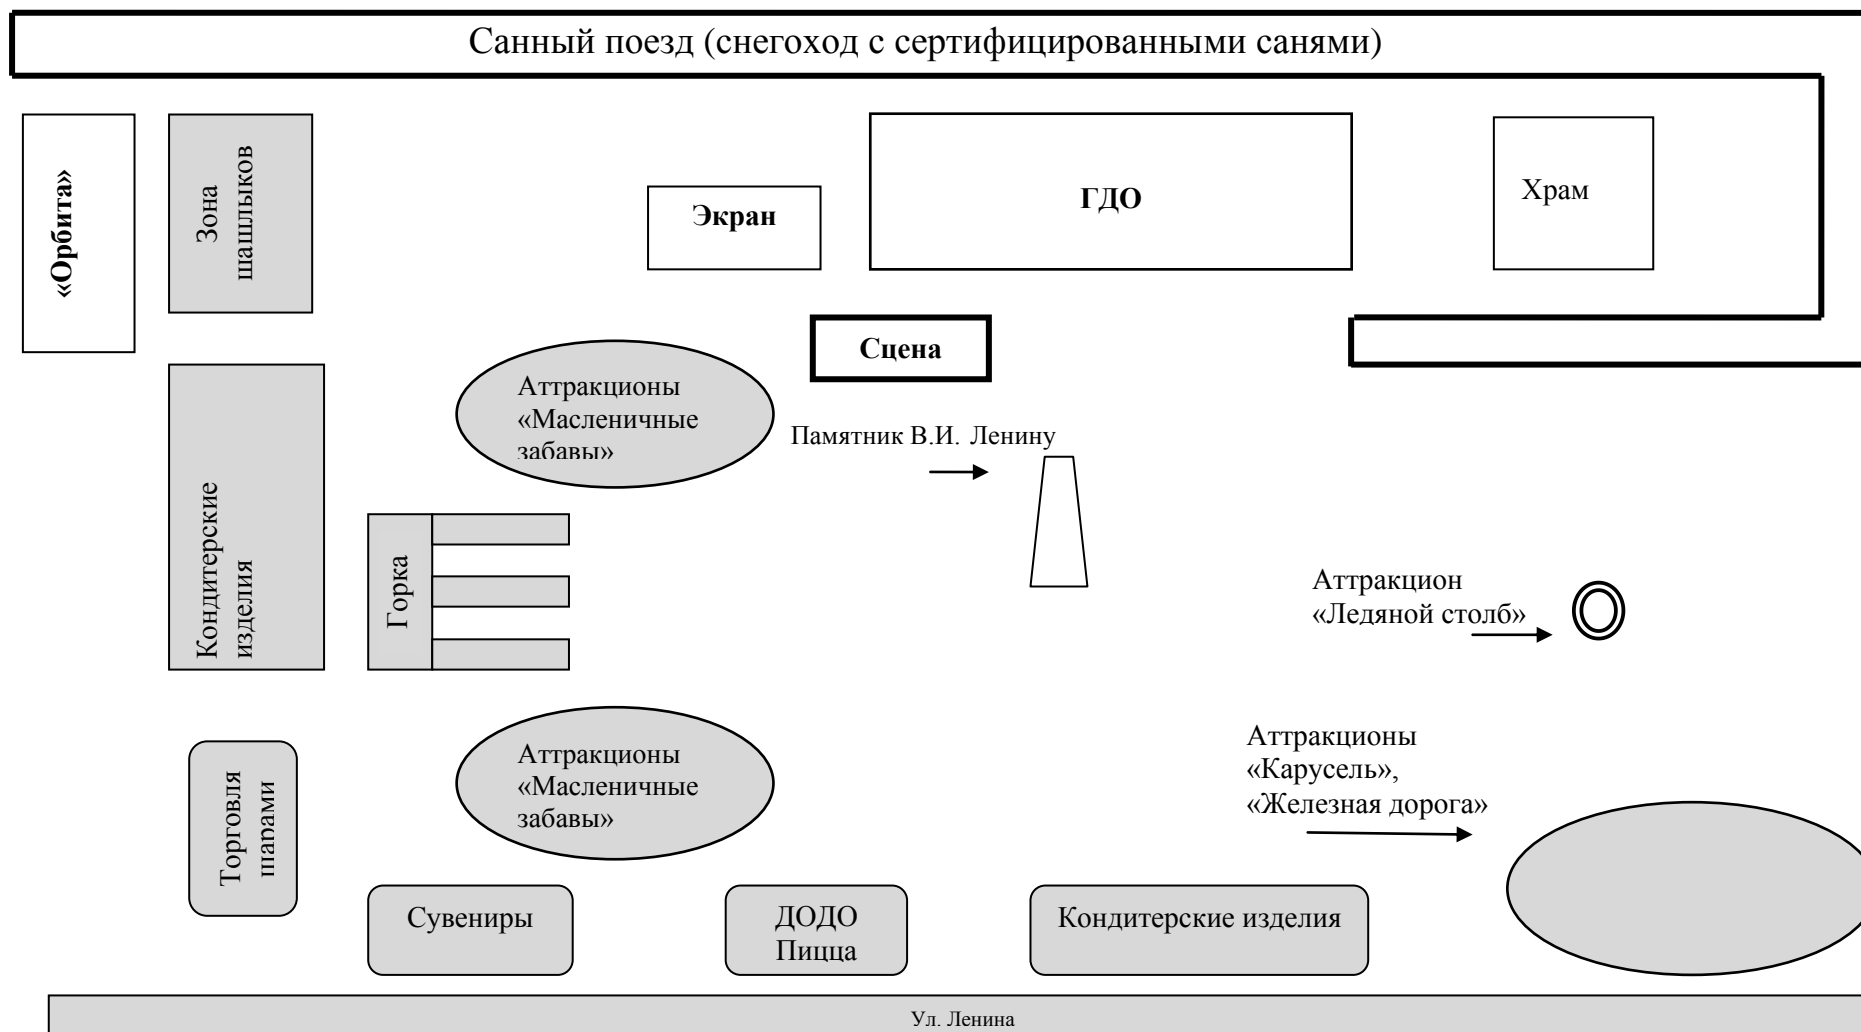 Санный поезд (снегоход с сертифицированными санями)
«Орбита»
Зона
шашлыков
Экран
ГДО
Храм
Сцена
Аттракционы
«Масленичные
забавы»
Памятник В.И. Ленину
Кондитерские
изделия
Горка
Аттракцион
«Ледяной столб»
Торговля
шарами
Аттракционы
«Масленичные
забавы»
Аттракционы
«Карусель»,
«Железная дорога»
Сувениры
ДОДО
Пицца
Кондитерские изделия
Ул. Ленина